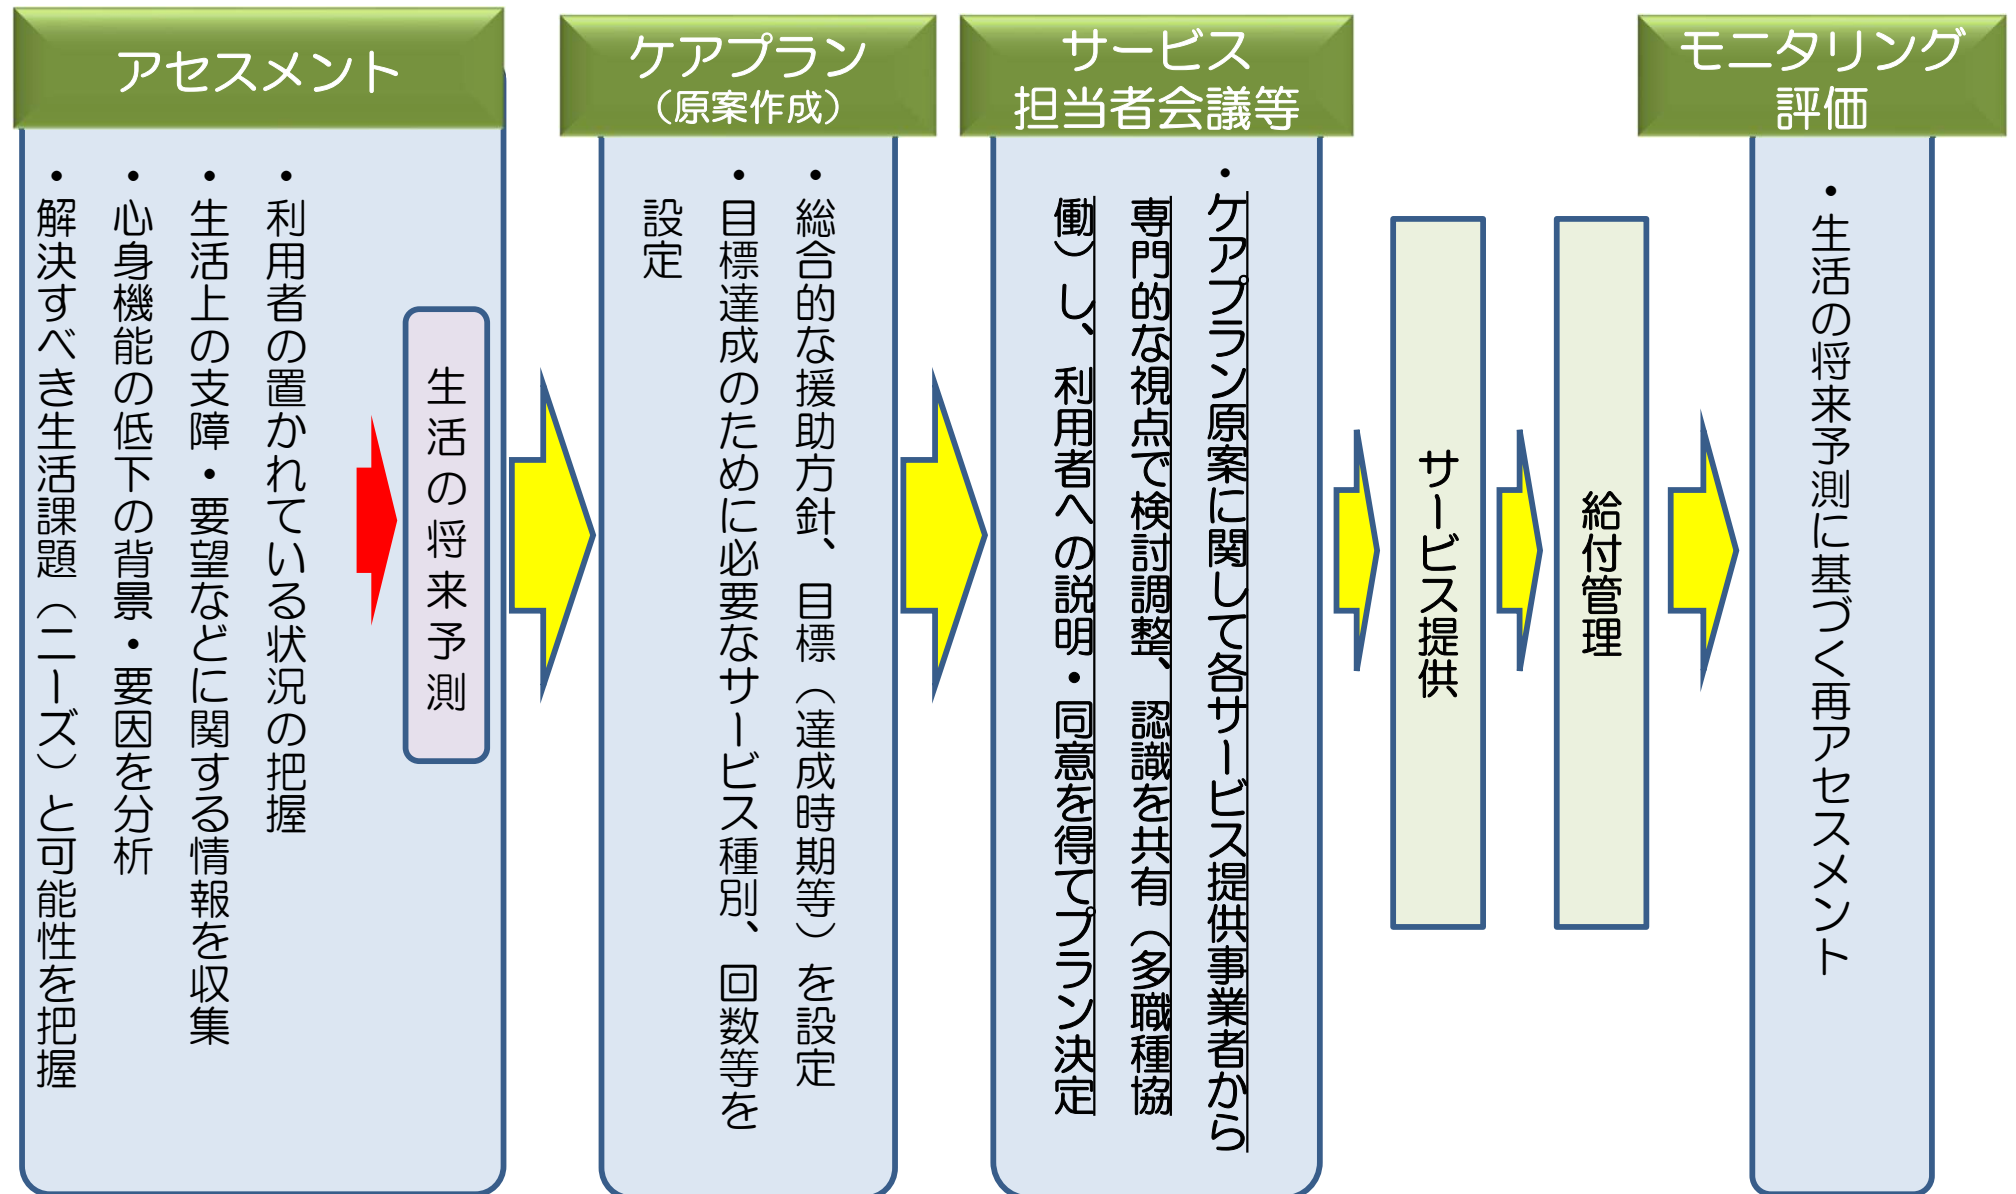 アセスメント
・利用者の置かれている状況の把握
・生活上の支障・要望などに関する情報を収集
・心身機能の低下の背景・要因を分析
・解決すべき生活課題（ニーズ）と可能性を把握
生活の将来予測
ケアプラン
（原案作成）
・総合的な援助方針、目標（達成時期等）を設定
・目標達成のために必要なサービス種別、回数等を
設定
サービス
担当者会議等
・ケアプラン原案に関して各サービス提供事業者から
専門的な視点で検討調整、認識を共有（多職種協
働）し、利用者への説明・同意を得てプラン決定
サービス提供
給付管理
モニタリング
評価
・生活の将来予測に基づく再アセスメント